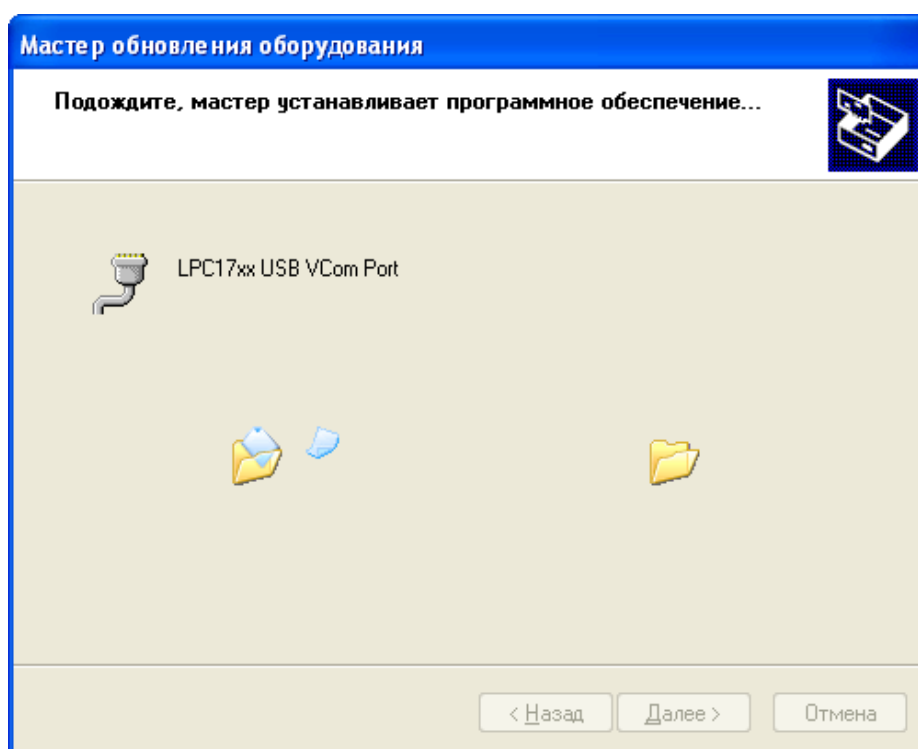 Мастер обновления оборудования
Подождите, мастер устанавливает программное обеспечение...
LPC17xx USB VCom Port
< Назад Далее > Отмена